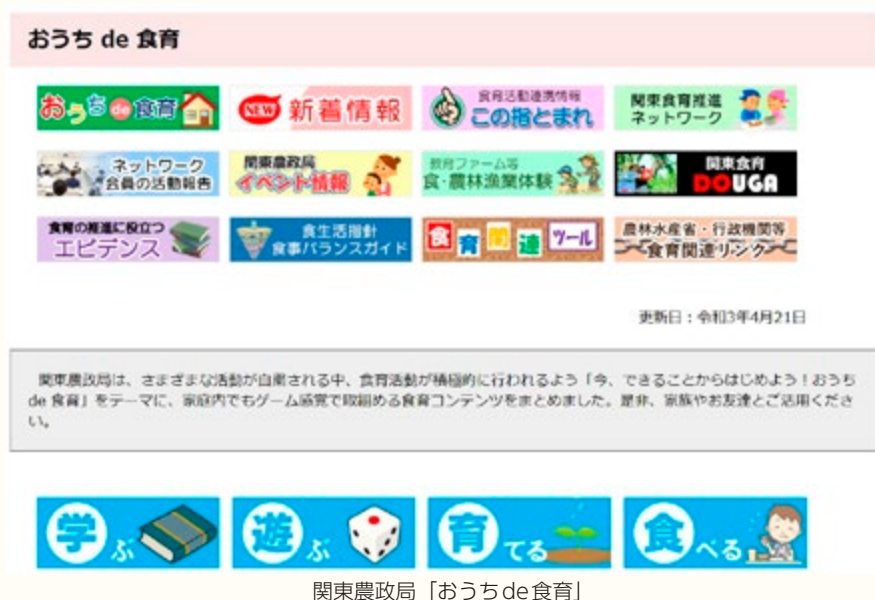 おうち de 食育
おうち de 食育
NEW 新着情報
食育活動連携情報
この指とまれ
関東食育推進
ネットワーク
ネットワーク
会員の活動報告
関東農政局
イベント情報
教育ファーム等
食・農林漁業体験
関東食育
DOUGA
食育の推進に役立つ
エビデンス
食生活指針
食事バランスガイド
食育関連ツール
農林水産省・行政機関等
食育関連リンク
更新日：令和3年4月21日
関東農政局は、さまざまな活動が自粛される中、食育活動が積極的に行われるよう「今、できることからはじめよう！おうち
de 食育」をテーマに、家庭内でもゲーム感覚で取組める食育コンテンツをまとめました。是非、家族やお友達とご活用くださ
い。
学ぶ
遊ぶ
育てる
食べる
関東農政局「おうちde食育」